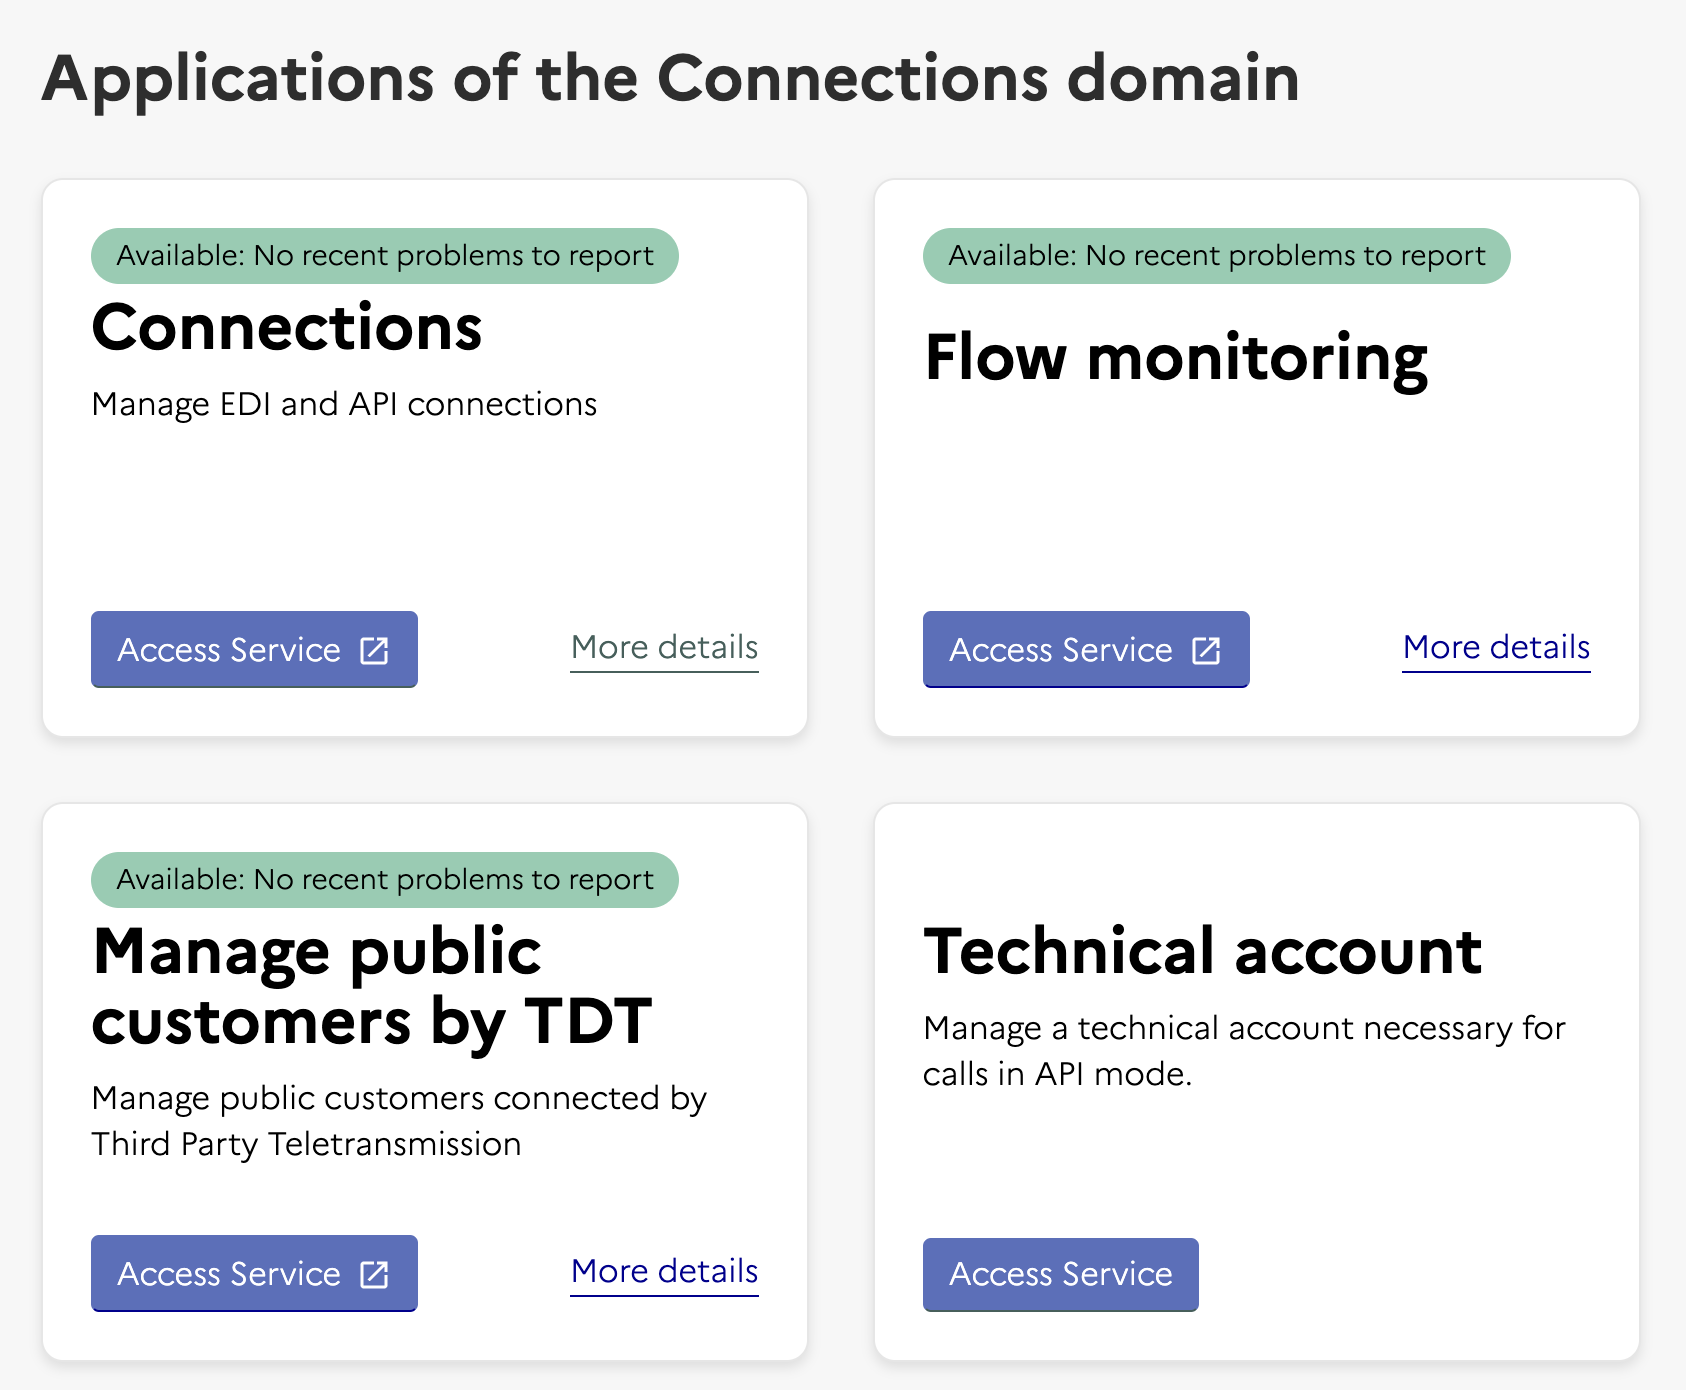 Applications of the Connections domain
Available: No recent problems to report
Connections
Manage EDI and API connections
Access Service
More details
Available: No recent problems to report
Flow monitoring
Access Service
More details
Available: No recent problems to report
Manage public
customers by TDT
Manage public customers connected by
Third Party Teletransmission
Access Service
More details
Technical account
Manage a technical account necessary for
calls in API mode.
Access Service